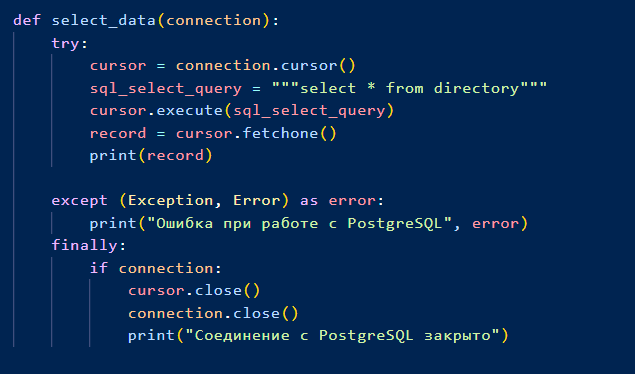 def select_data(connection):
    try:
        cursor = connection.cursor()
        sql_select_query = """select * from directory"""
        cursor.execute(sql_select_query)
        record = cursor.fetchone()
        print(record)

    except (Exception, Error) as error:
        print("Ошибка при работе с PostgreSQL", error)
    finally:
        if connection:
            cursor.close()
            connection.close()
            print("Соединение с PostgreSQL закрыто")